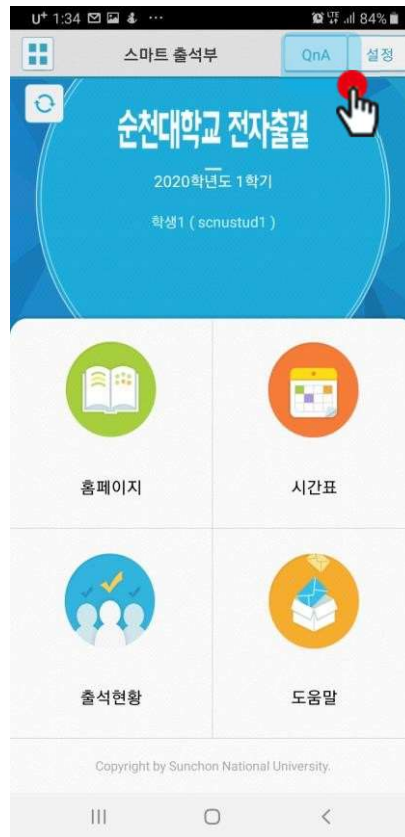 U+ 1:34 ... LTE 84%
스마트 출석부 QnA 설정
순천대학교 전자출결
2020학년도 1학기
학생1 ( scnustud1 )
홈페이지 시간표
출석현황 도움말
Copyright by Sunchon National University.